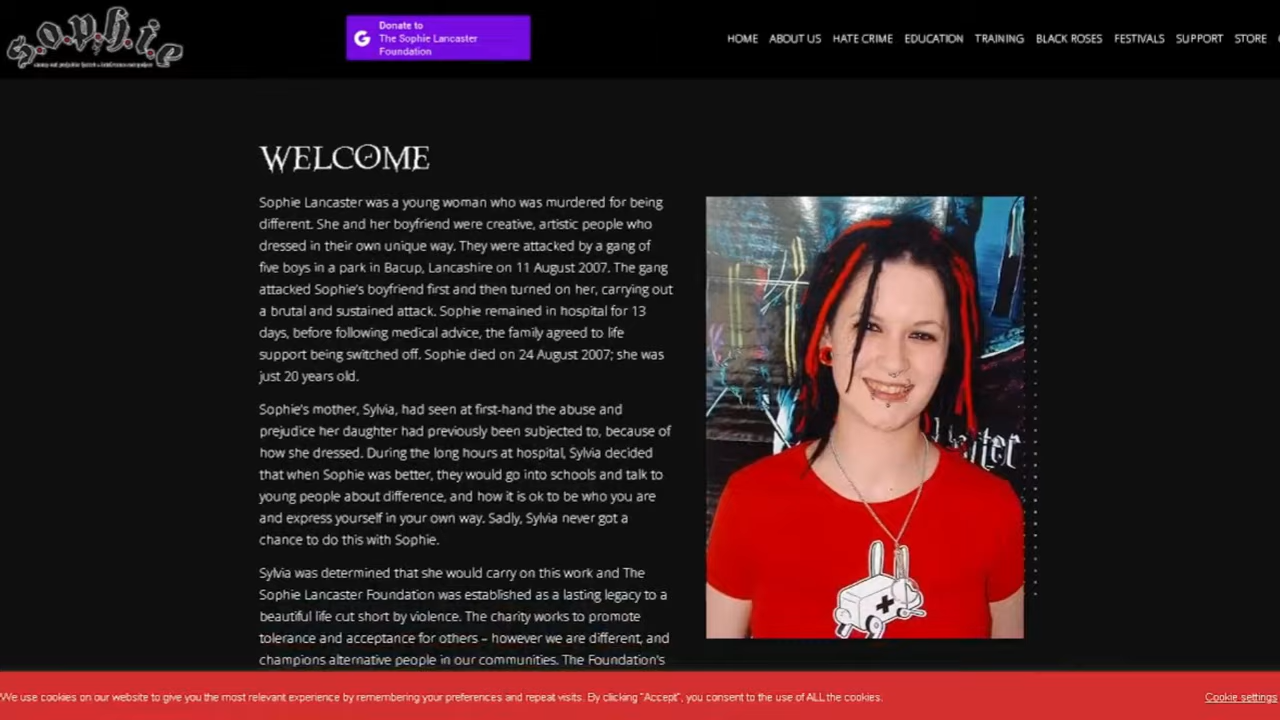 S.O.P.H.I.E
Donate to
The Sophie Lancaster
Foundation
HOME ABOUT US HATE CRIME EDUCATION TRAINING BLACK ROSES FESTIVALS SUPPORT STORE
WELCOME
Sophie Lancaster was a young woman who was murdered for being
different. She and her boyfriend were creative, artistic people who
dressed in their own unique way. They were attacked by a gang of
five boys in a park in Bacup, Lancashire on 11 August 2007. The gang
attacked Sophie's boyfriend first and then turned on her, carrying out
a brutal and sustained attack. Sophie remained in hospital for 13
days, before following medical advice, the family agreed to life
support being switched off. Sophie died on 24 August 2007; she was
just 20 years old.
Sophie's mother, Sylvia, had seen at first-hand the abuse and
prejudice her daughter had previously been subjected to, because of
how she dressed. During the long hours at hospital, Sylvia decided
that when Sophie was better, they would go into schools and talk to
young people about difference, and how it is ok to be who you are
and express yourself in your own way. Sadly, Sylvia never got a
chance to do this with Sophie.
Sylvia was determined that she would carry on this work and The
Sophie Lancaster Foundation was established as a lasting legacy to a
beautiful life cut short by violence. The charity works to promote
tolerance and acceptance for others – however we are different, and
champions alternative people in our communities. The Foundation's
We use cookies on our website to give you the most relevant experience by remembering your preferences and repeat visits. By clicking "Accept", you consent to the use of ALL the cookies.
Cookie settings